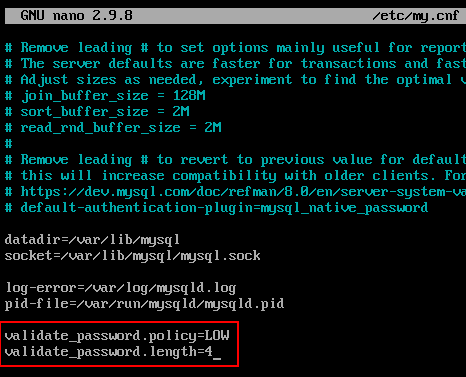 GNU nano 2.9.8 /etc/my.cnf
# Remove leading # to set options mainly useful for report
# The server defaults are faster for transactions and fast
# Adjust sizes as needed, experiment to find the optimal v
# join_buffer_size = 128M
# sort_buffer_size = 2M
# read_rnd_buffer_size = 2M
#
# Remove leading # to revert to previous value for default
# this will increase compatibility with older clients. For
# https://dev.mysql.com/doc/refman/8.0/en/server-system-va
# default-authentication-plugin=mysql_native_password
datadir=/var/lib/mysql
socket=/var/lib/mysql/mysql.sock
log-error=/var/log/mysqld.log
pid-file=/var/run/mysqld/mysqld.pid
validate_password.policy=LOW
validate_password.length=4